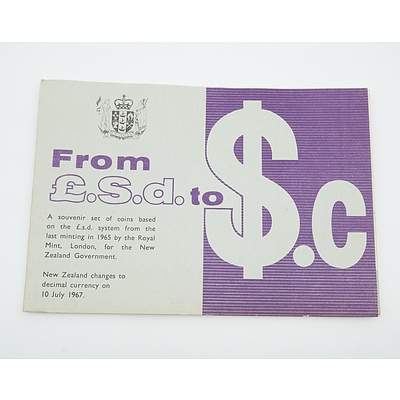 From
£.S.d. to $.c
A souvenir set of coins based
on the £.s.d. system from the
last minting in 1965 by the Royal
Mint, London, for the New
Zealand Government.
New Zealand changes to
decimal currency on
10 July 1967.